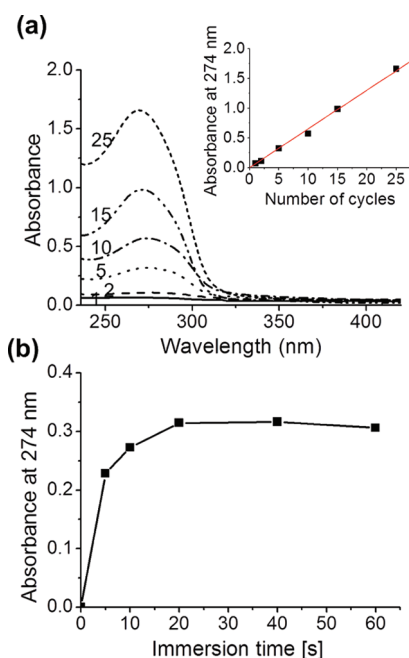 (a)
Absorbance
2.0
1.5
1.0
0.5
0.0
25
15
10
5
2
250 300 350 400
Wavelength (nm)
Absorbance at 274 nm
2.0
1.5
1.0
0.5
0.0
0 5 10 15 20 25
Number of cycles
(b)
Absorbance at 274 nm
0.4
0.3
0.2
0.1
0.0
0 10 20 30 40 50 60
Immersion time [s]